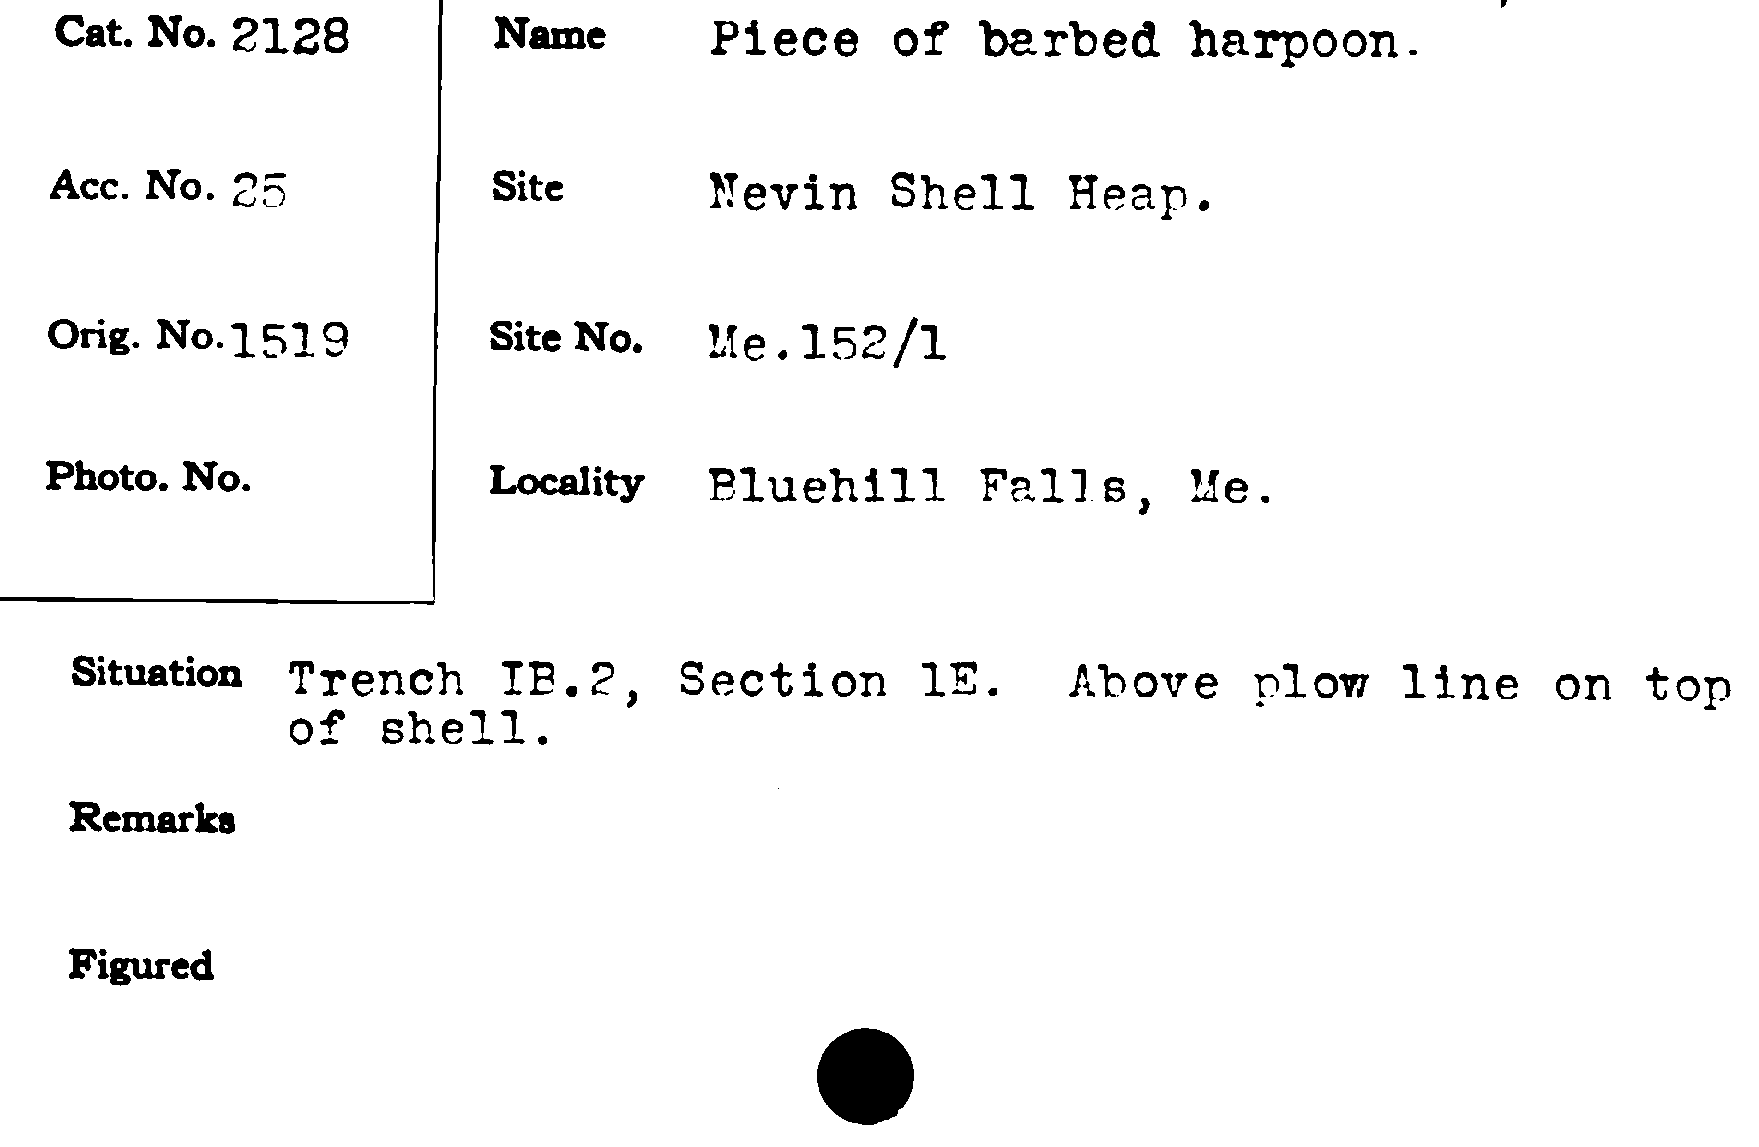 Cat. No. 2128
Name Piece of barbed harpoon.
Acc. No. 25
Site Nevin Shell Heap.
Orig. No. 1519
Site No. Me.152/1
Photo. No.
Locality Bluehill Falls, Me.
Situation Trench IB.2, Section 1E. Above plow line on top
of shell.
Remarks
Figured